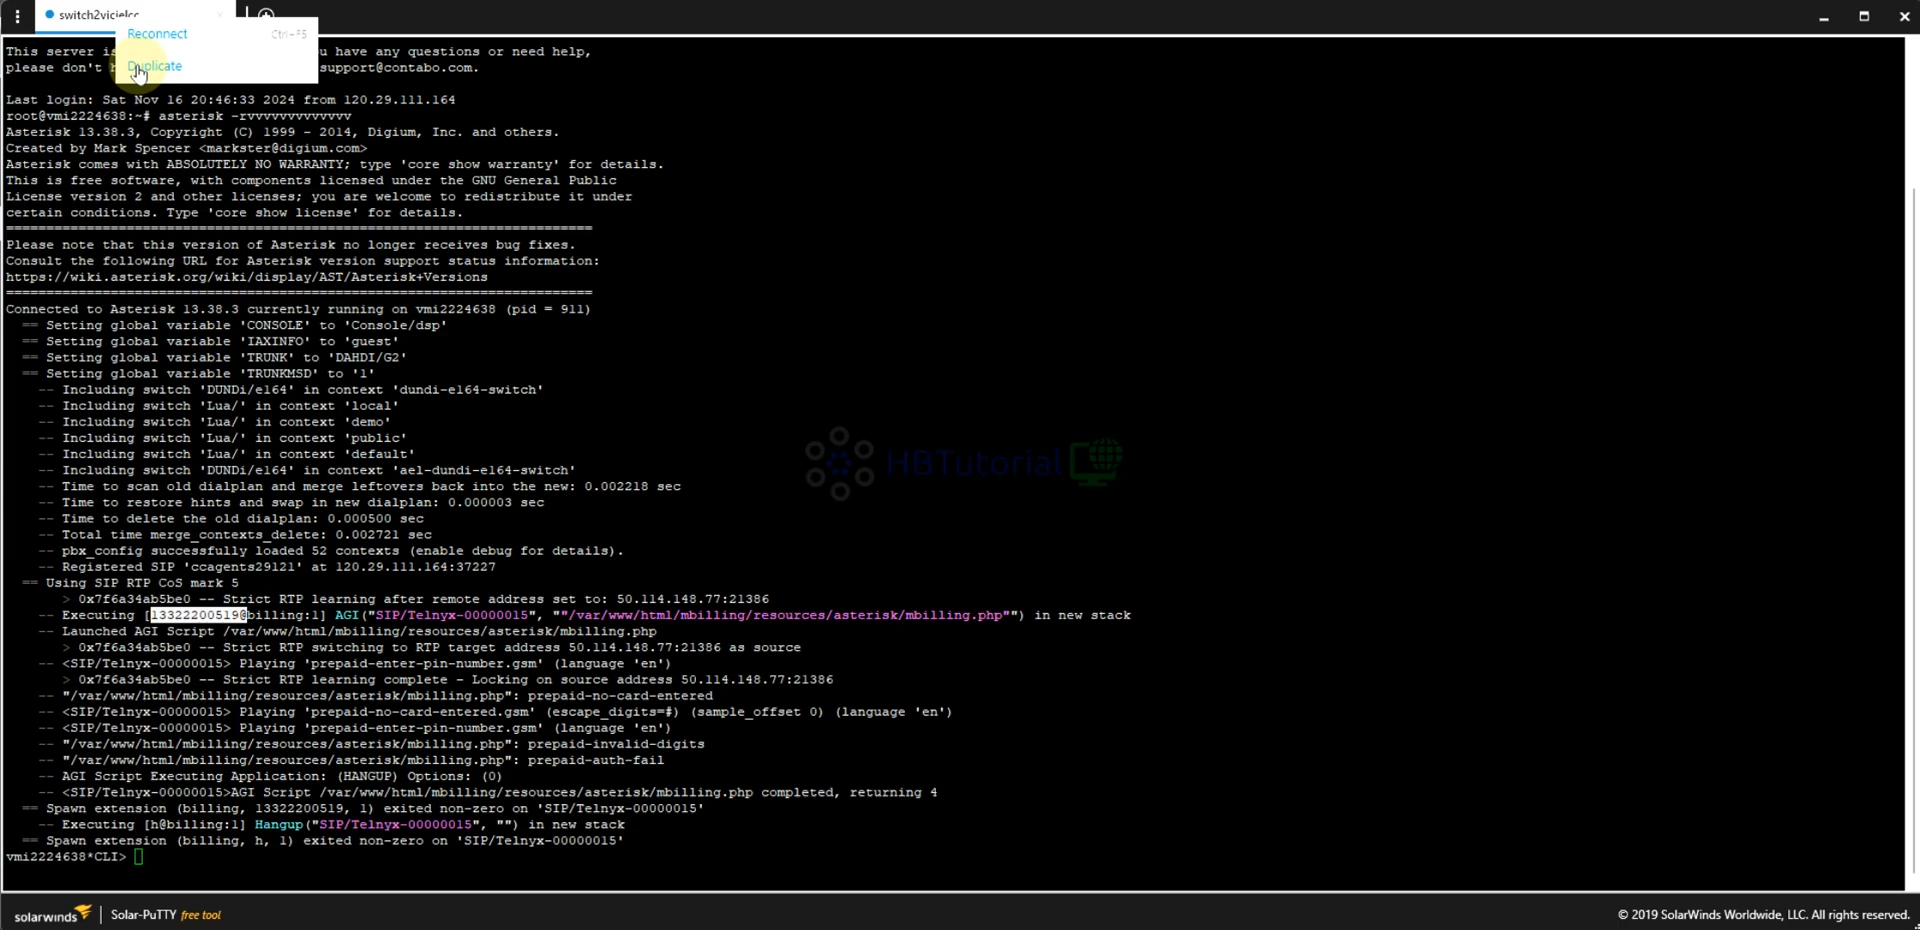 switch2vicielcc
Reconnect Ctrl+F5
Duplicate
This server is u have any questions or need help,
please don't h support@contabo.com.
Last login: Sat Nov 16 20:46:33 2024 from 120.29.111.164
root@vmi2224638:~# asterisk -rvvvvvvvvvvvvv
Asterisk 13.38.3, Copyright (C) 1999 - 2014, Digium, Inc. and others.
Created by Mark Spencer <markster@digium.com>
Asterisk comes with ABSOLUTELY NO WARRANTY; type 'core show warranty' for details.
This is free software, with components licensed under the GNU General Public
License version 2 and other licenses; you are welcome to redistribute it under
certain conditions. Type 'core show license' for details.
=========================================================================
Please note that this version of Asterisk no longer receives bug fixes.
Consult the following URL for Asterisk version support status information:
https://wiki.asterisk.org/wiki/display/AST/Asterisk+Versions
=========================================================================
Connected to Asterisk 13.38.3 currently running on vmi2224638 (pid = 911)
== Setting global variable 'CONSOLE' to 'Console/dsp'
== Setting global variable 'IAXINFO' to 'guest'
== Setting global variable 'TRUNK' to 'DAHDI/G2'
== Setting global variable 'TRUNKMSD' to '1'
-- Including switch 'DUNDi/e164' in context 'dundi-e164-switch'
-- Including switch 'Lua/' in context 'local'
-- Including switch 'Lua/' in context 'demo'
-- Including switch 'Lua/' in context 'public'
-- Including switch 'Lua/' in context 'default'
-- Including switch 'DUNDi/e164' in context 'ael-dundi-e164-switch'
-- Time to scan old dialplan and merge leftovers back into the new: 0.002218 sec
-- Time to restore hints and swap in new dialplan: 0.000003 sec
-- Time to delete the old dialplan: 0.000500 sec
-- Total time merge_contexts_delete: 0.002721 sec
-- pbx_config successfully loaded 52 contexts (enable debug for details).
-- Registered SIP 'ccagents29121' at 120.29.111.164:37227
== Using SIP RTP CoS mark 5
> 0x7f6a34ab5be0 -- Strict RTP learning after remote address set to: 50.114.148.77:21386
-- Executing [13322200519@billing:1] AGI("SIP/Telnyx-00000015", ""/var/www/html/mbilling/resources/asterisk/mbilling.php"") in new stack
-- Launched AGI Script /var/www/html/mbilling/resources/asterisk/mbilling.php
> 0x7f6a34ab5be0 -- Strict RTP switching to RTP target address 50.114.148.77:21386 as source
-- <SIP/Telnyx-00000015> Playing 'prepaid-enter-pin-number.gsm' (language 'en')
> 0x7f6a34ab5be0 -- Strict RTP learning complete - Locking on source address 50.114.148.77:21386
-- "/var/www/html/mbilling/resources/asterisk/mbilling.php": prepaid-no-card-entered
-- <SIP/Telnyx-00000015> Playing 'prepaid-no-card-entered.gsm' (escape_digits=#) (sample_offset 0) (language 'en')
-- <SIP/Telnyx-00000015> Playing 'prepaid-enter-pin-number.gsm' (language 'en')
-- "/var/www/html/mbilling/resources/asterisk/mbilling.php": prepaid-invalid-digits
-- "/var/www/html/mbilling/resources/asterisk/mbilling.php": prepaid-auth-fail
-- AGI Script Executing Application: (HANGUP) Options: (0)
-- <SIP/Telnyx-00000015>AGI Script /var/www/html/mbilling/resources/asterisk/mbilling.php completed, returning 4
== Spawn extension (billing, 13322200519, 1) exited non-zero on 'SIP/Telnyx-00000015'
-- Executing [h@billing:1] Hangup("SIP/Telnyx-00000015", "") in new stack
== Spawn extension (billing, h, 1) exited non-zero on 'SIP/Telnyx-00000015'
vmi2224638*CLI>
HBTutorial
solarwinds | Solar-PuTTY free tool
© 2019 SolarWinds Worldwide, LLC. All rights reserved.